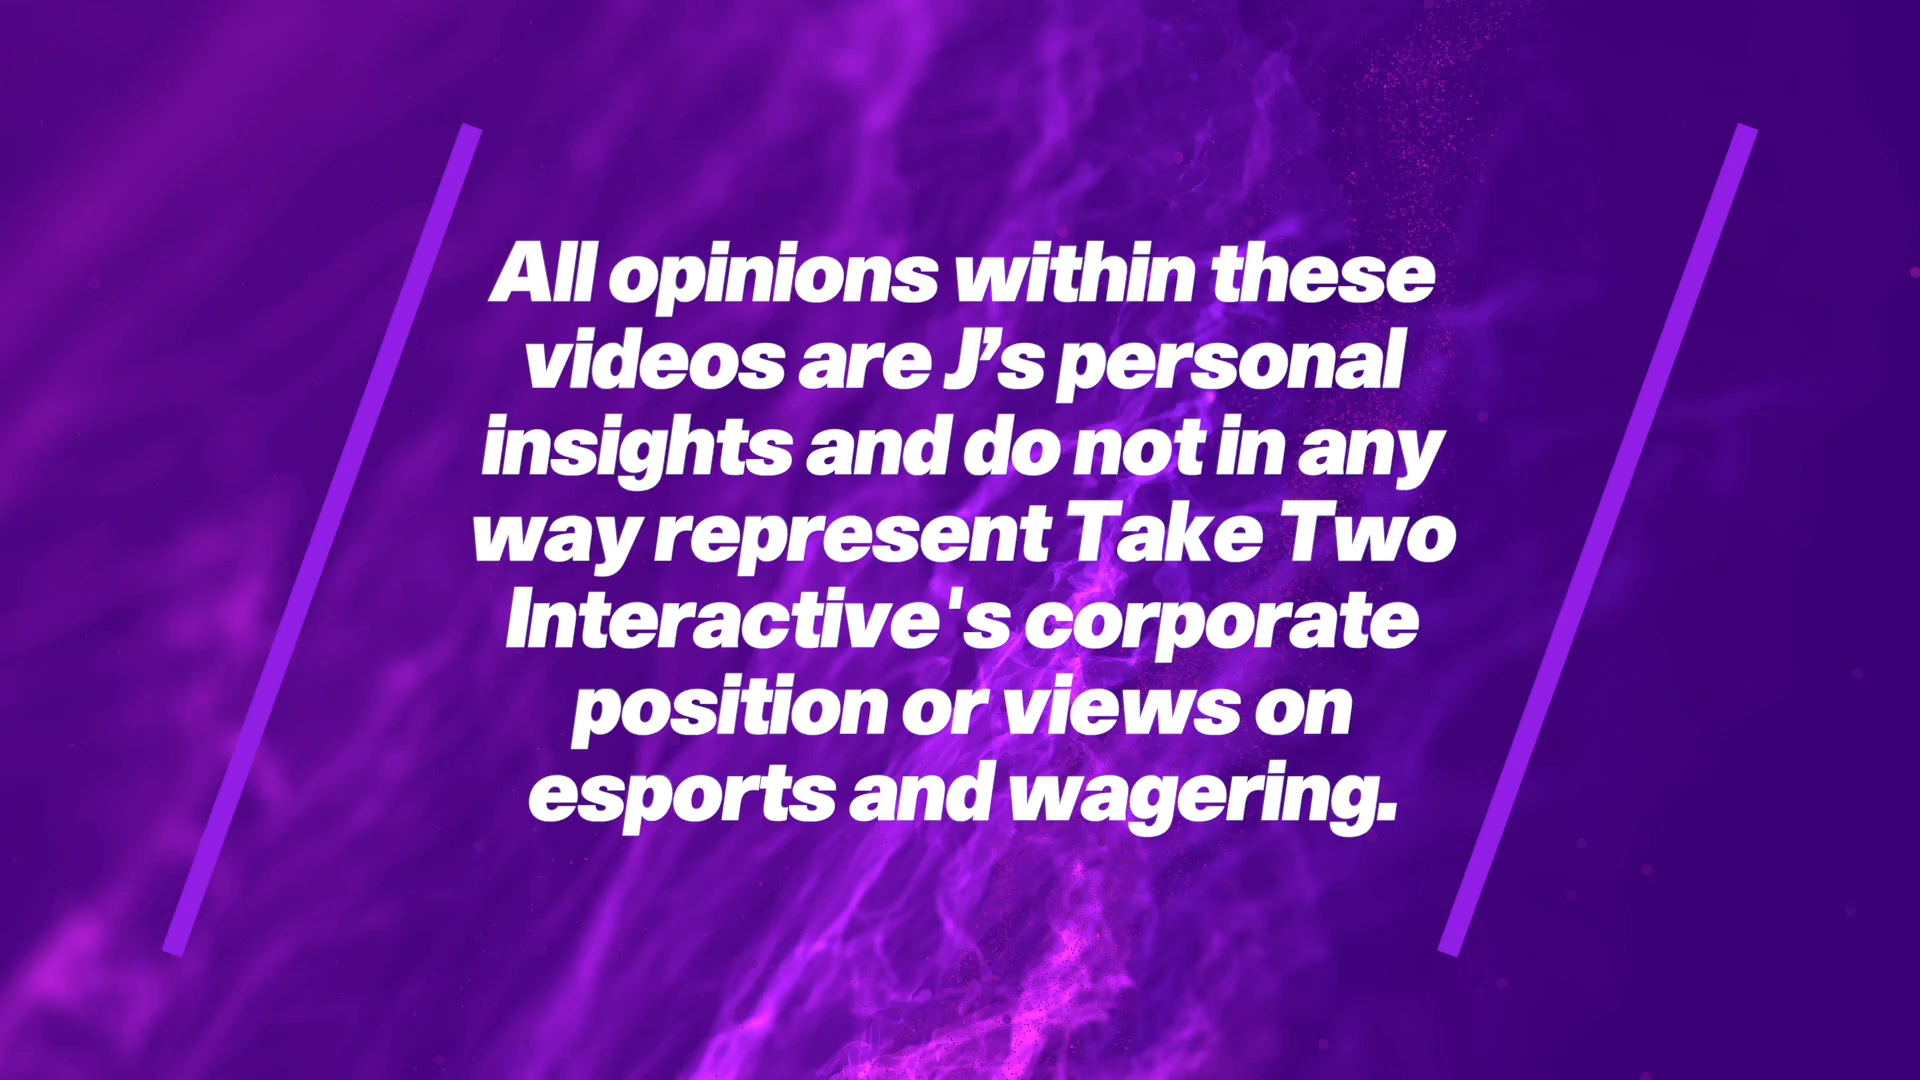 All opinions within these
videos are J’s personal
insights and do not in any
way represent Take Two
Interactive's corporate
position or views on
esports and wagering.